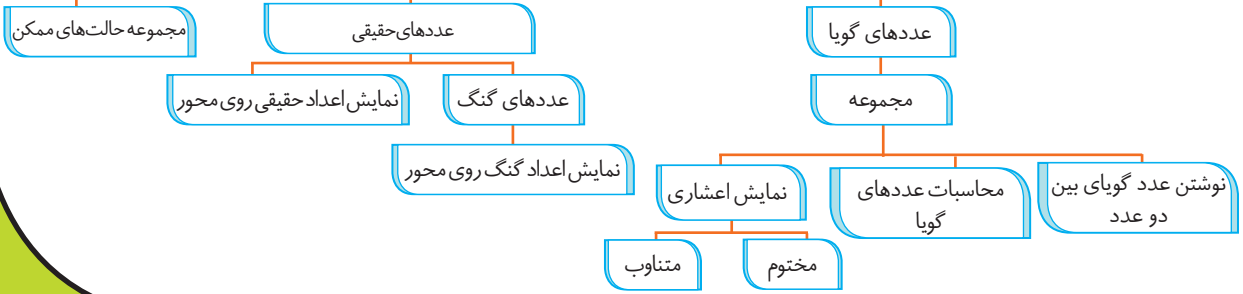 عددهای گویا
عددهای حقیقی
مجموعه حالت‌های ممکن
مجموعه
عددهای گنگ
نمایش اعداد حقیقی روی محور
نوشتن عدد گویای بین
دو عدد
محاسبات عددهای
گویا
نمایش اعشاری
نمایش اعداد گنگ روی محور
مختوم
متناوب